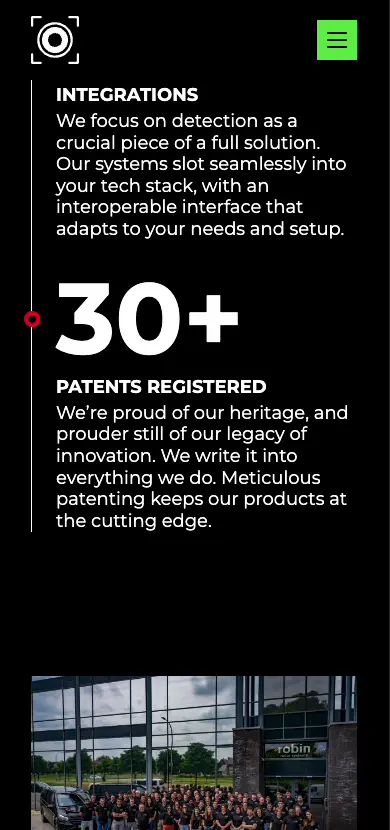 INTEGRATIONS
We focus on detection as a
crucial piece of a full solution.
Our systems slot seamlessly into
your tech stack, with an
interoperable interface that
adapts to your needs and setup.
30+
PATENTS REGISTERED
We’re proud of our heritage, and
prouder still of our legacy of
innovation. We write it into
everything we do. Meticulous
patenting keeps our products at
the cutting edge.
robin
radar systems